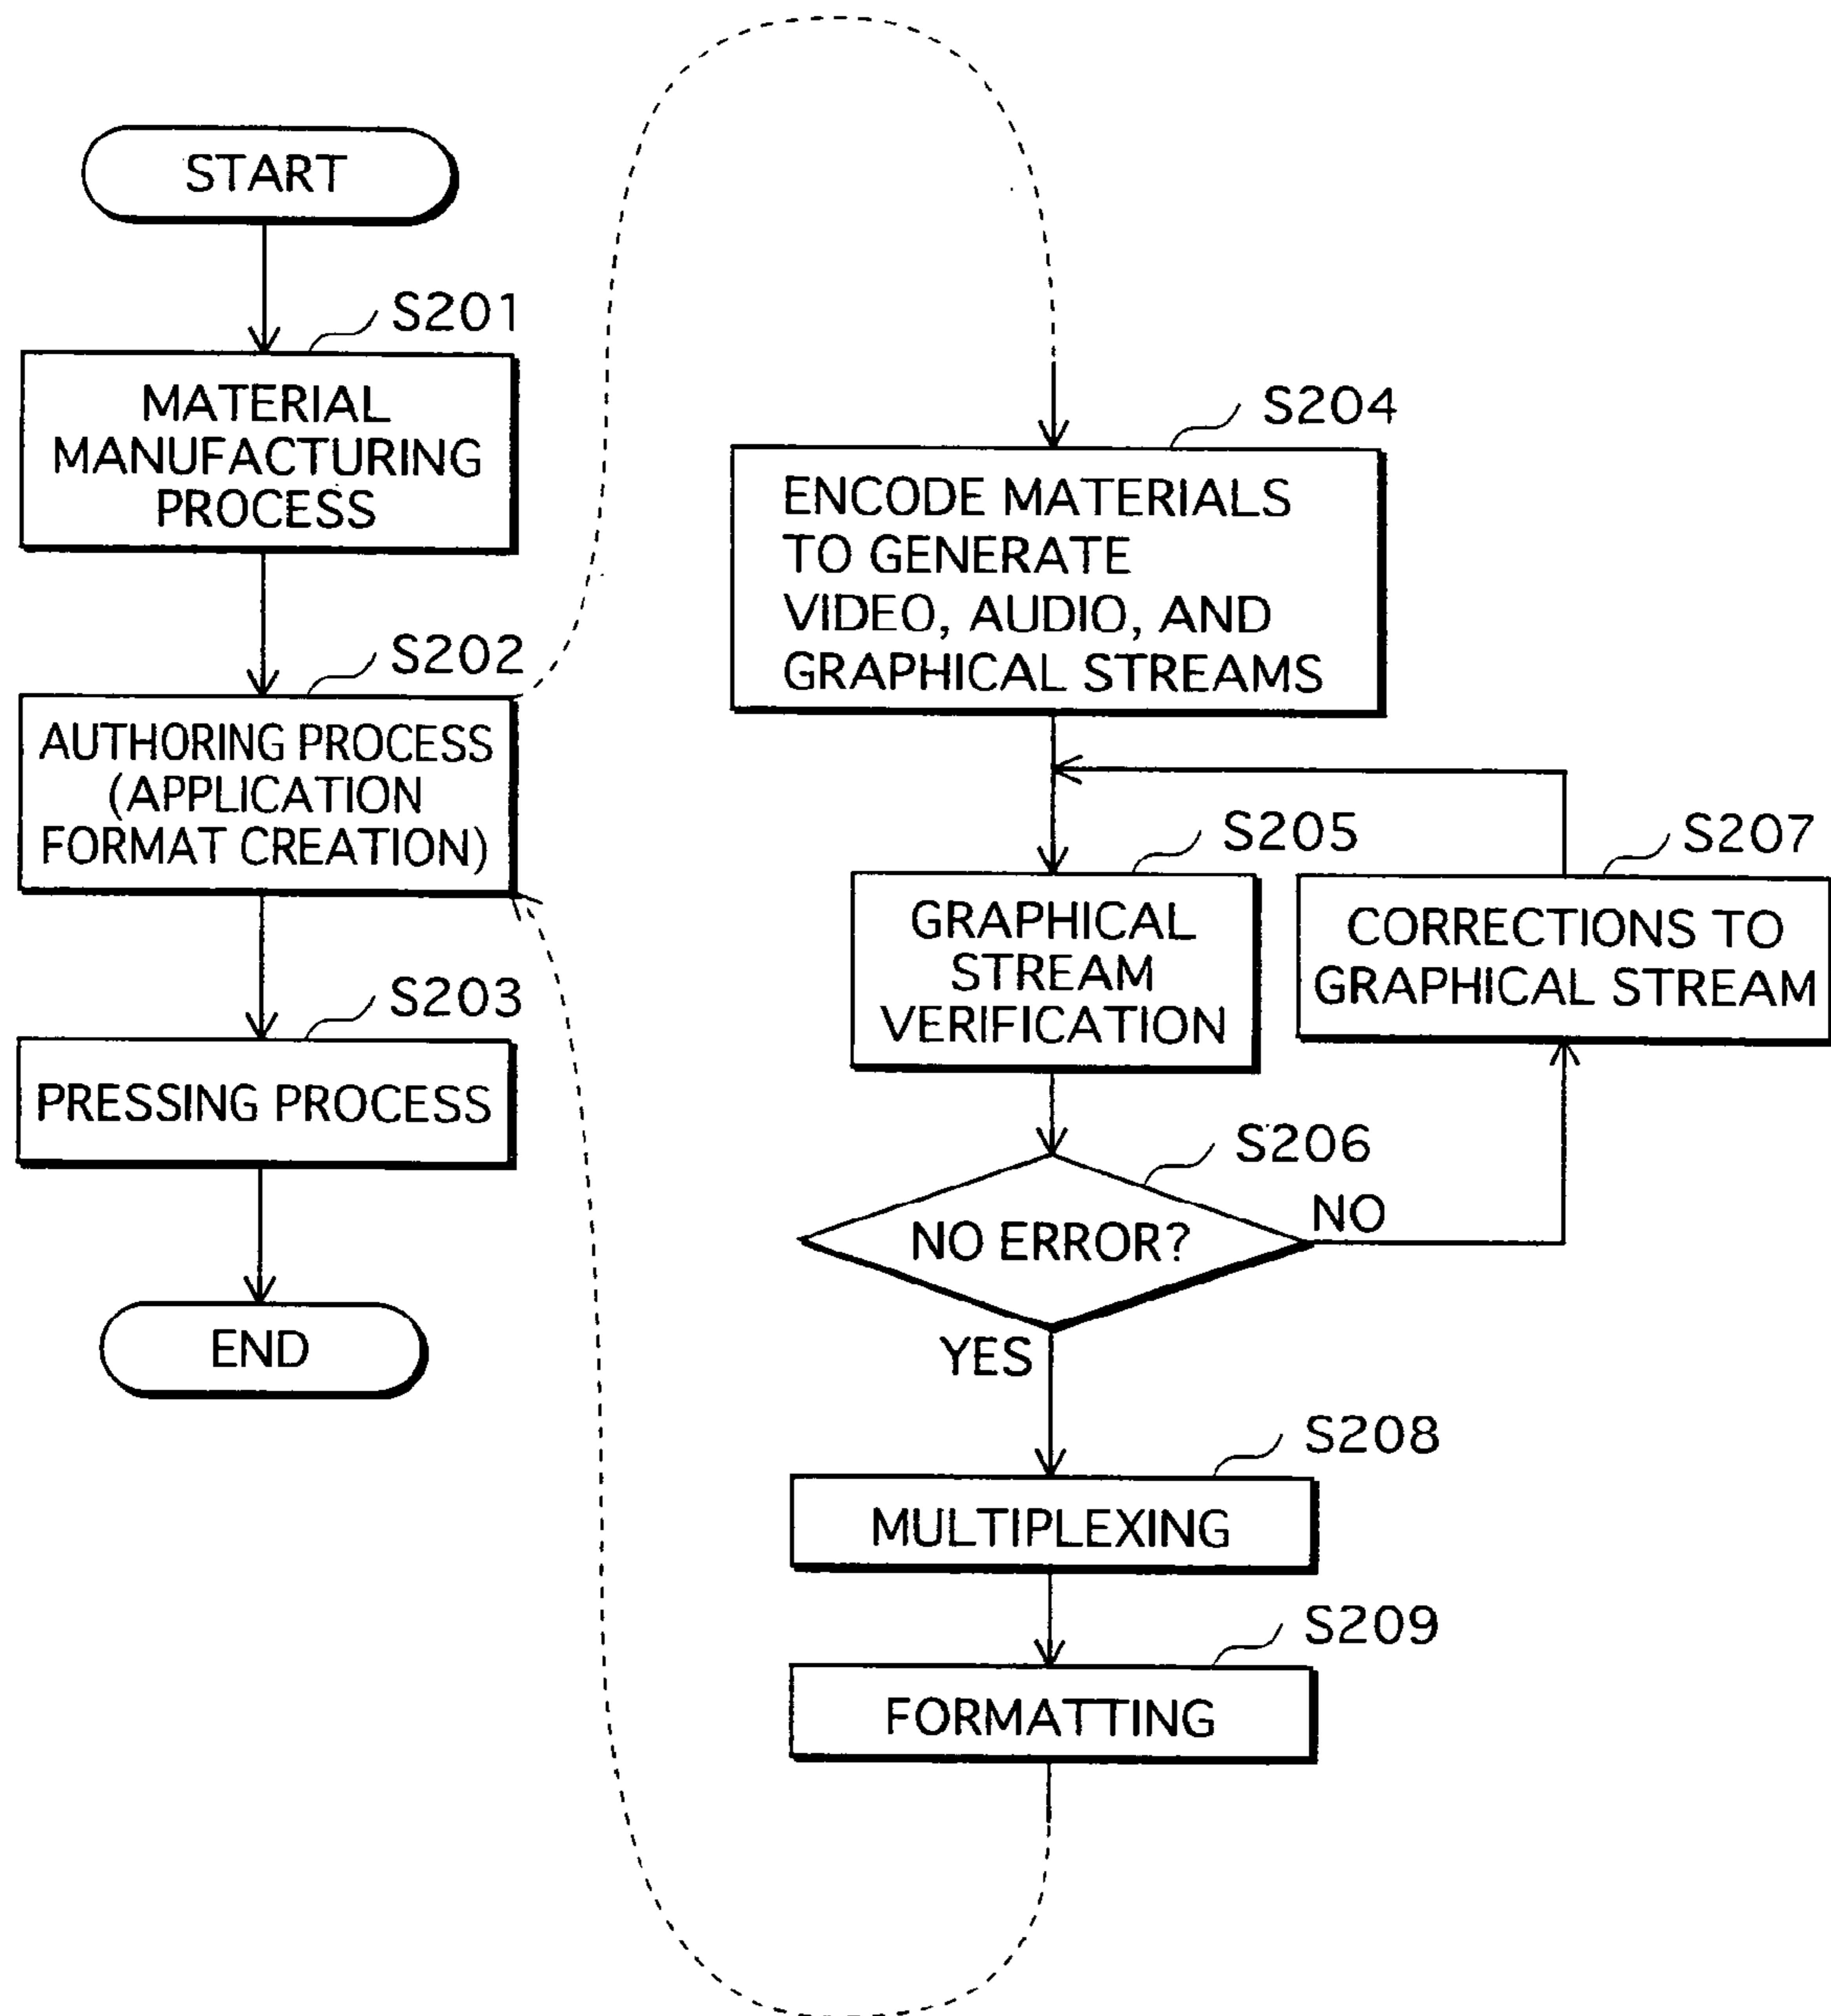 START
S201
MATERIAL
MANUFACTURING
PROCESS
S202
AUTHORING PROCESS
(APPLICATION
FORMAT CREATION)
S203
PRESSING PROCESS
END
S204
ENCODE MATERIALS
TO GENERATE
VIDEO, AUDIO, AND
GRAPHICAL STREAMS
S205
GRAPHICAL
STREAM
VERIFICATION
S207
CORRECTIONS TO
GRAPHICAL STREAM
S206
NO ERROR?
NO
YES
S208
MULTIPLEXING
S209
FORMATTING